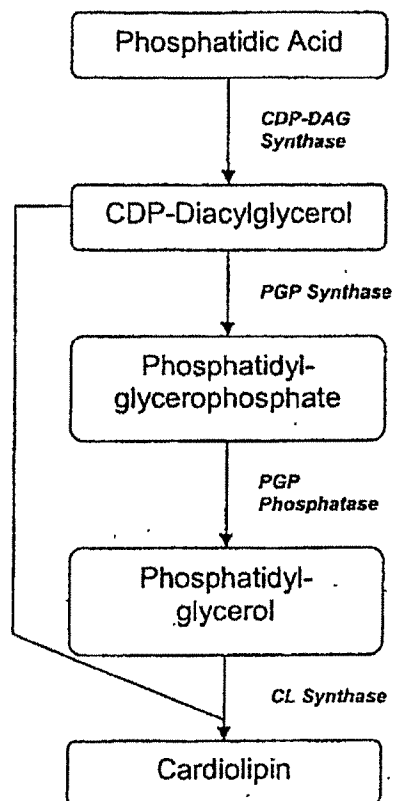 Phosphatidic Acid
CDP-DAG
Synthase
CDP-Diacylglycerol
PGP Synthase
Phosphatidyl-
glycerophosphate
PGP
Phosphatase
Phosphatidyl-
glycerol
CL Synthase
Cardiolipin